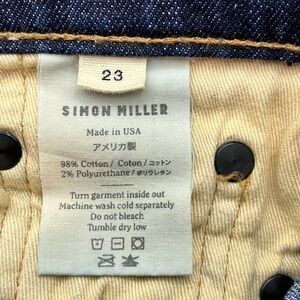 23
SIMON MILLER
Made in USA
アメリカ製
98% Cotton / Coton / コットン
2% Polyurethane / ポリウレタン
Turn garment inside out
Machine wash cold separately
Do not bleach
Tumble dry low